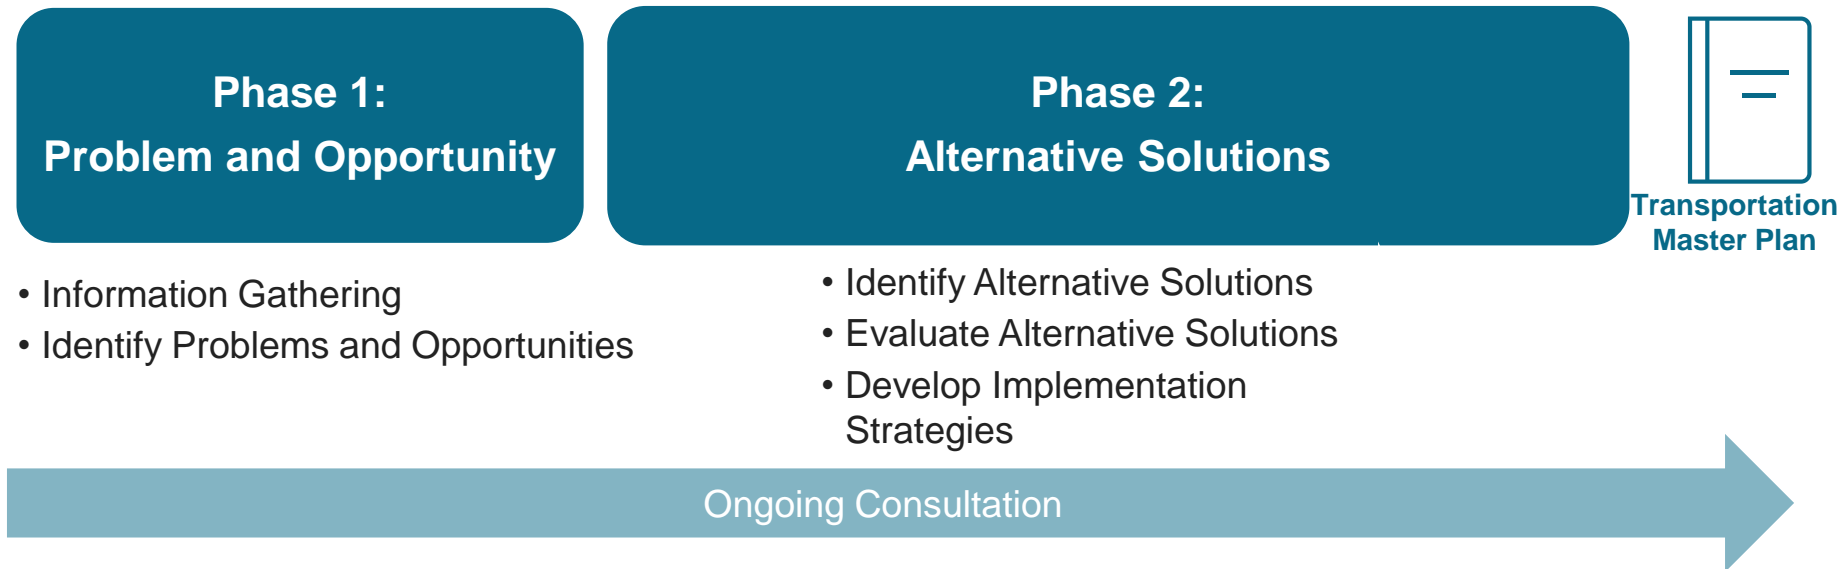 Phase 1:
Problem and Opportunity
Phase 2:
Alternative Solutions
Transportation
Master Plan
• Information Gathering
• Identify Problems and Opportunities
• Identify Alternative Solutions
• Evaluate Alternative Solutions
• Develop Implementation
Strategies
Ongoing Consultation